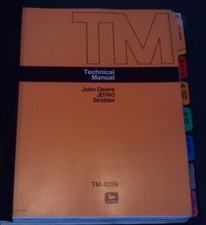 TM
Technical
Manual
John Deere
JD740
Skidder
TM-1059